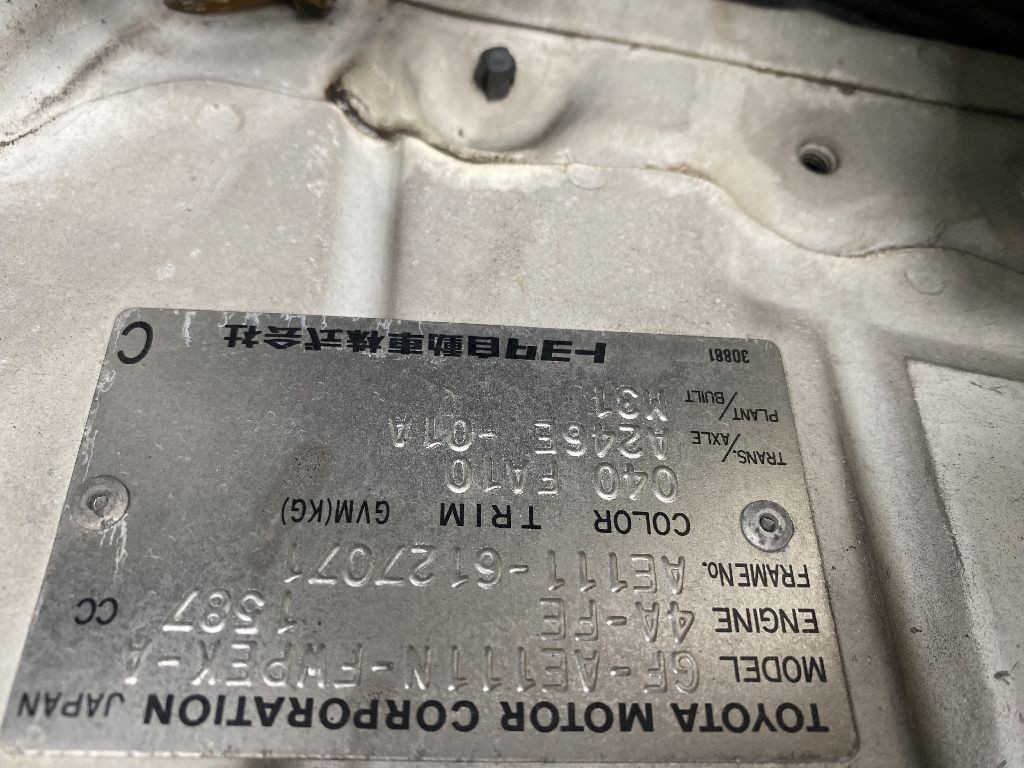 TOYOTA MOTOR CORPORATION JAPAN
MODEL GF-AE111N-FWPEK-A
ENGINE 4A-FE 1587 CC
FRAME No. AE111-6127071
COLOR TRIM GVM(KG)
040 FA10
TRANS./AXLE A246E -01A
PLANT/BUILT M31
30881 トヨタ自動車株式会社 C